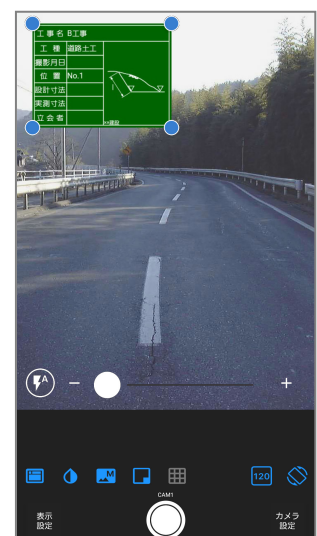 工事名 B工事
工種 道路土工
撮影月日
位置 No.1
設計寸法
実測寸法
立会者
××建設
A
M
120
CAM1
表示
設定
カメラ
設定